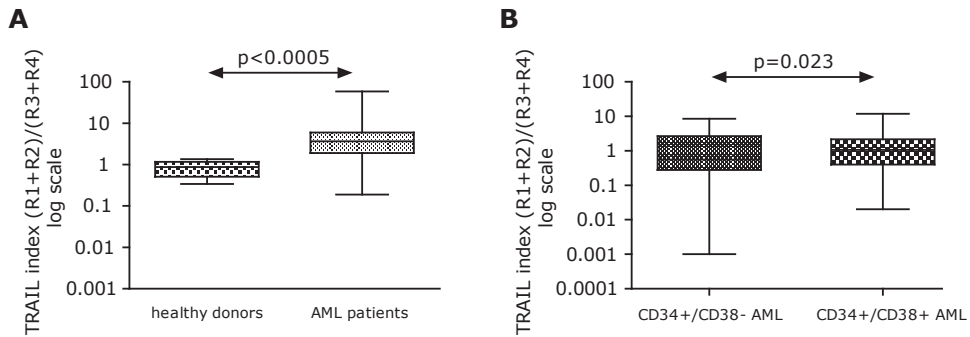 A
TRAIL index (R1+R2)/(R3+R4)
log scale
p<0.0005
100
10
1
0.1
0.01
0.001
healthy donors
AML patients
B
TRAIL index (R1+R2)/(R3+R4)
log scale
p=0.023
100
10
1
0.1
0.01
0.001
0.0001
CD34+/CD38- AML
CD34+/CD38+ AML